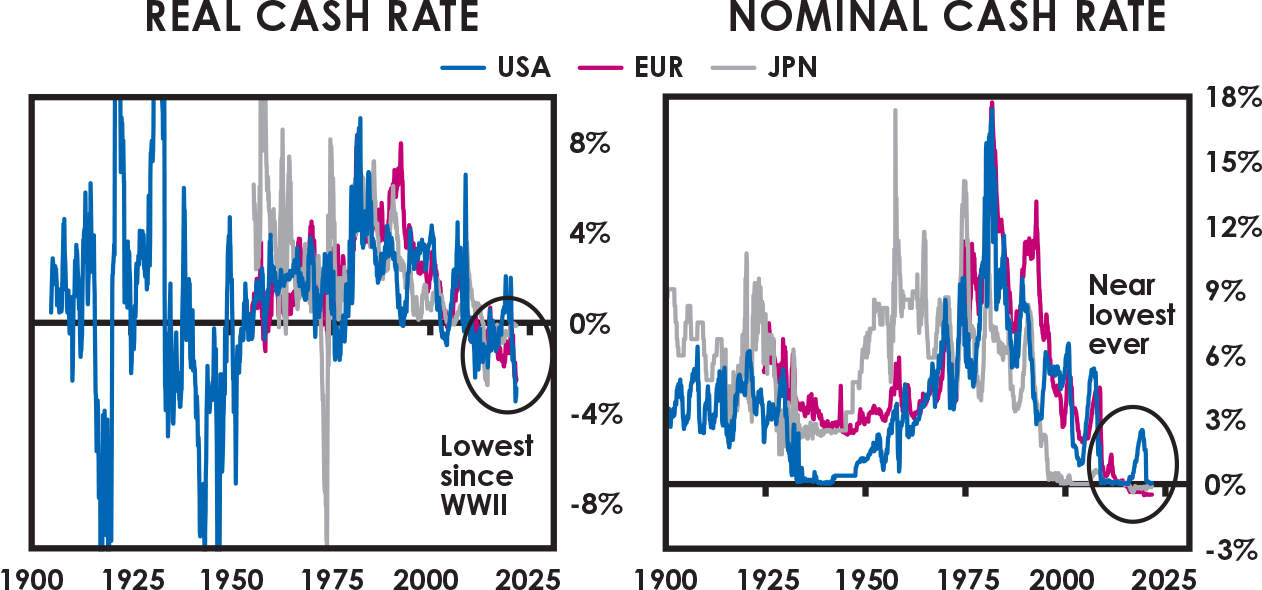 REAL CASH RATE
NOMINAL CASH RATE
USA EUR JPN
8%
4%
0%
-4%
-8%
Lowest
since
WWII
1900 1925 1950 1975 2000 2025
18%
15%
12%
9%
6%
3%
0%
-3%
Near
lowest
ever
1900 1925 1950 1975 2000 2025